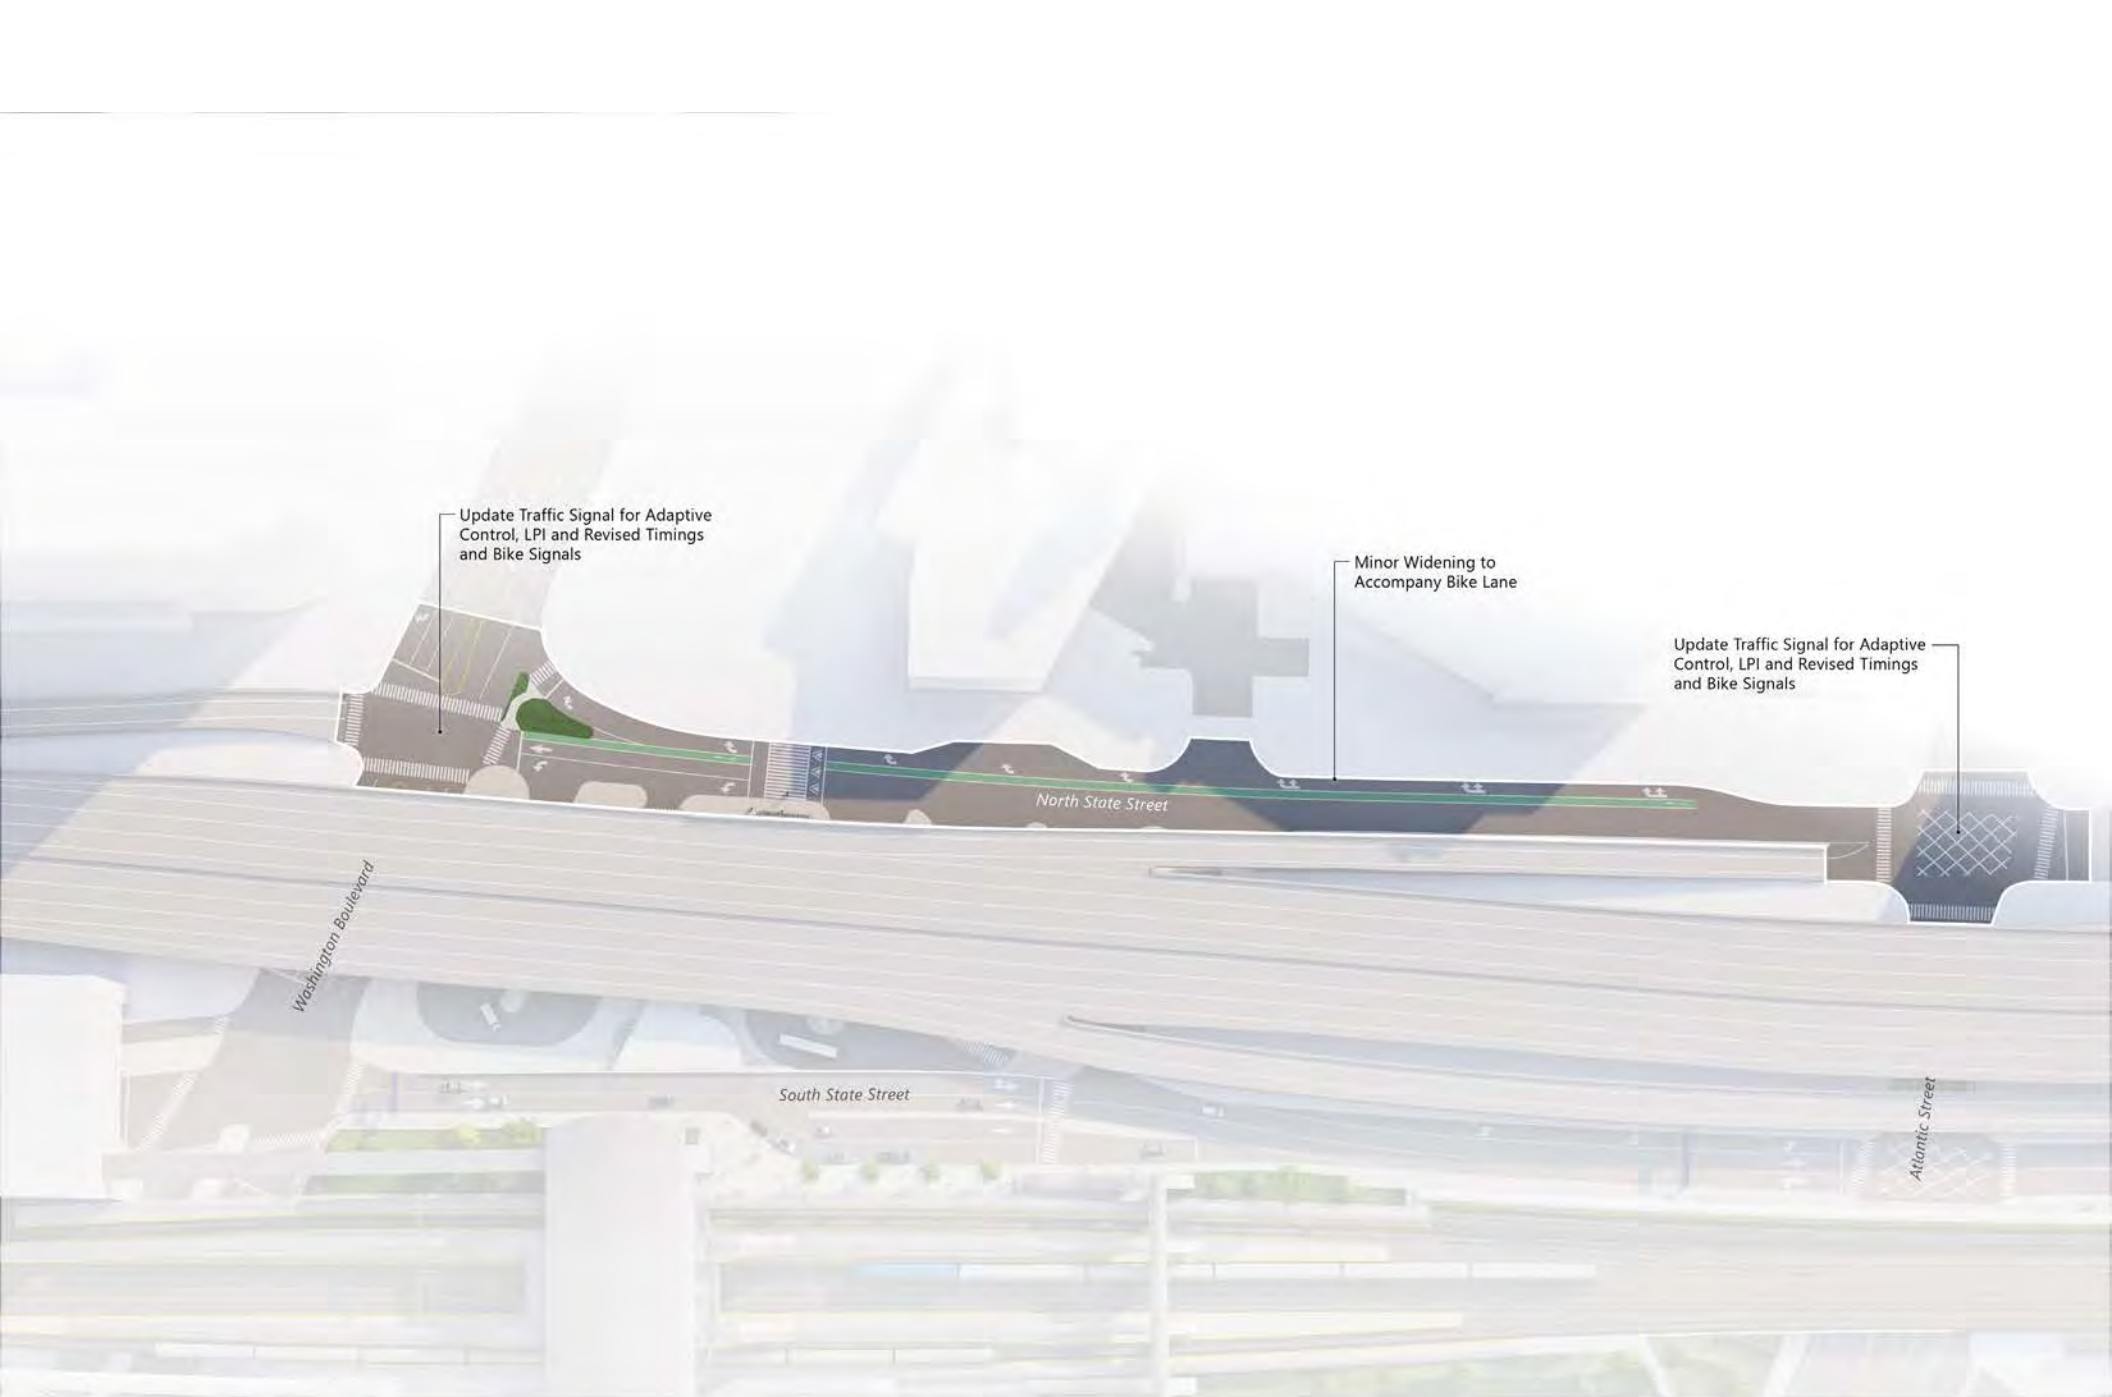 Update Traffic Signal for Adaptive
Control, LPI and Revised Timings
and Bike Signals
Minor Widening to
Accompany Bike Lane
Update Traffic Signal for Adaptive
Control, LPI and Revised Timings
and Bike Signals
North State Street
Washington Boulevard
South State Street
Atlantic Street